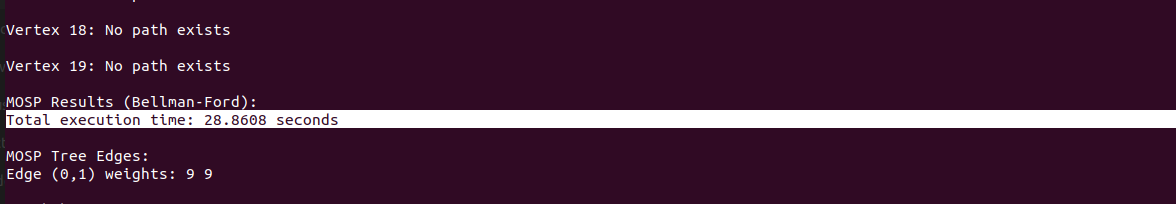 Vertex 18: No path exists
Vertex 19: No path exists
MOSP Results (Bellman-Ford):
Total execution time: 28.8608 seconds
MOSP Tree Edges:
Edge (0,1) weights: 9 9